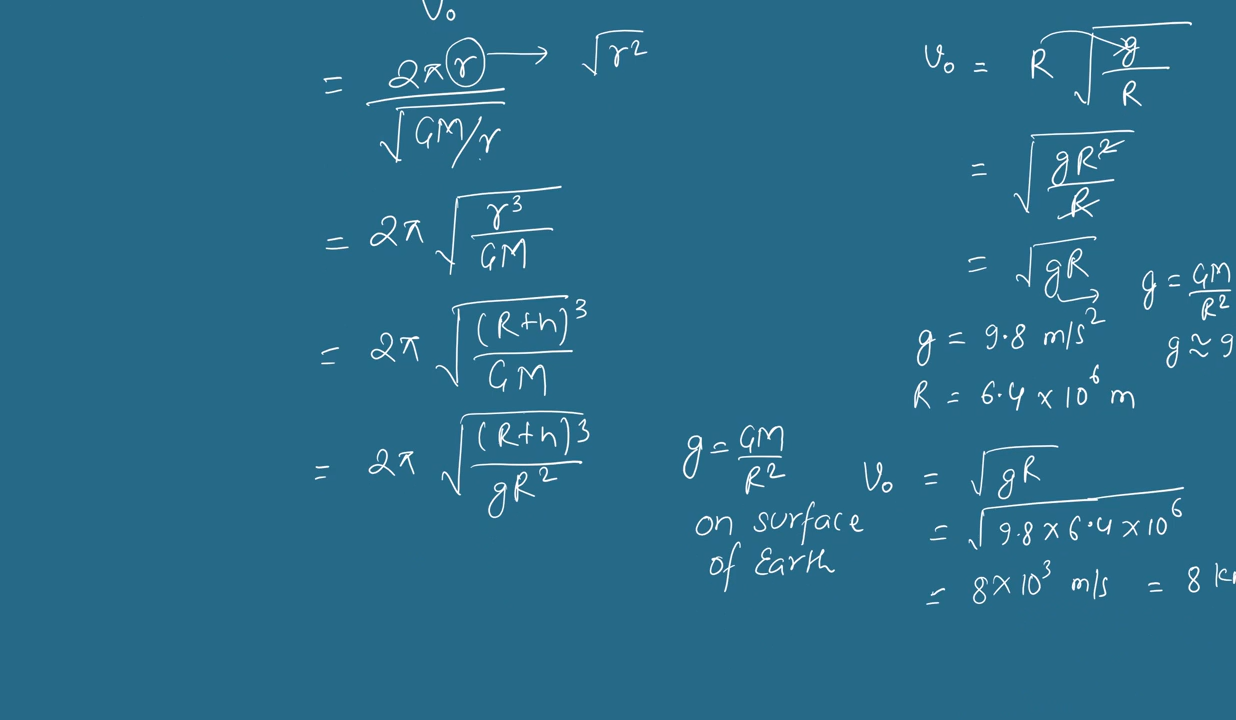 V₀
= 2π r / √(GM/r) → √r²
= 2π √(r³/GM)
= 2π √((R+h)³/GM)
= 2π √((R+h)³/gR²)
g = GM/R²
on surface
of Earth
V₀ = R √(g/R)
= √(gR²/R)
= √gR
g = GM/R²
g = 9.8 m/s²
g ≈ 9
R = 6.4 × 10⁶ m
V₀ = √gR
= √(9.8 × 6.4 × 10⁶)
= 8 × 10³ m/s = 8 k